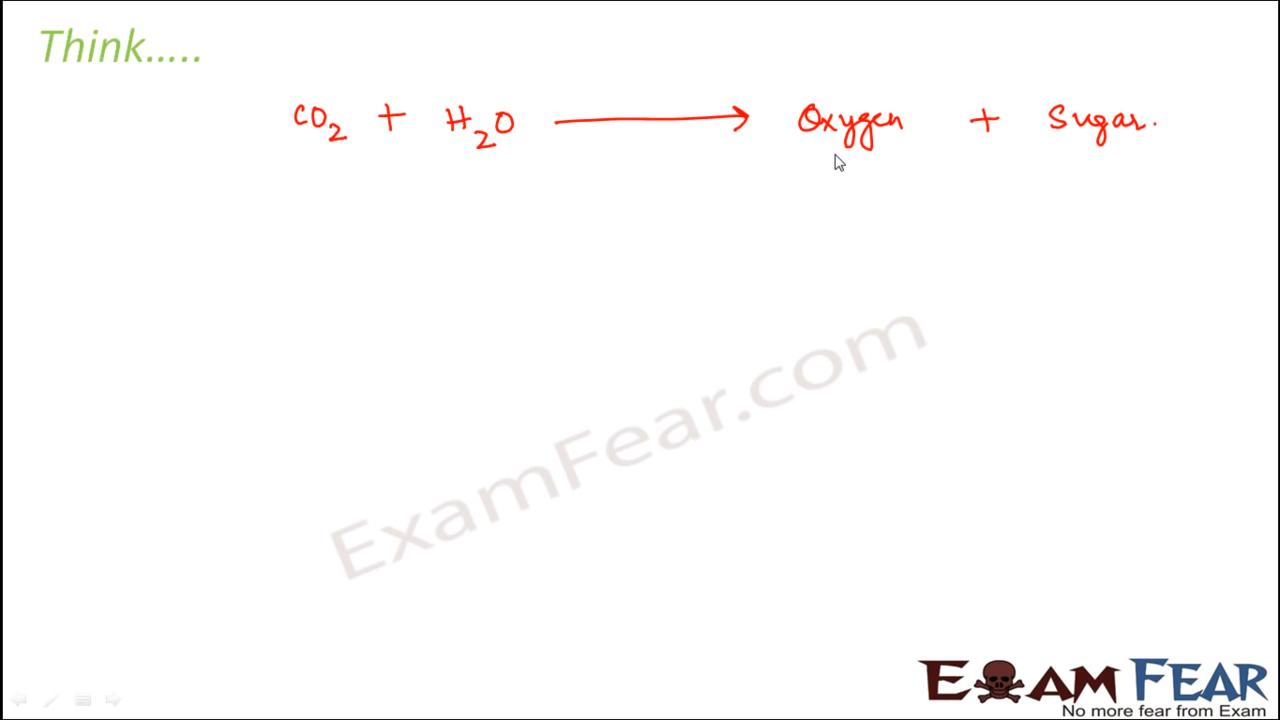 Think.....
CO2 + H2O ⟶ Oxygen + Sugar.
ExamFear.com
EXAM FEAR
No more fear from Exam